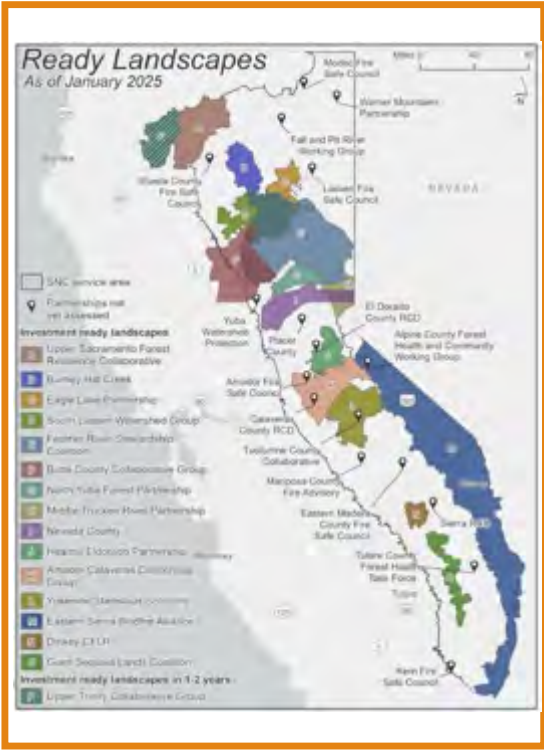 Ready Landscapes
As of January 2025
Miles
Modoc Fire
Safe Council
Warner Mountains
Partnership
Fall and Pit River
Working Group
Lassen Fire
Safe Council
Shasta County
Fire Safe
Council
NEVADA
SNC service area
Partnerships not
yet assessed
Investment ready landscapes
Upper Sacramento Forest
Resiliency Collaborative
Burney Hat Creek
Eagle Lake Partnership
South Lassen Watershed Group
Feather River Stewardship
Coalition
Butte County Collaborative Group
North Yuba Forest Partnership
Middle Truckee River Partnership
Nevada County
Amador Calaveras Consensus
Group
Eastern Sierra Wildfire Alliance
Dinkey CFLR
Giant Sequoia Lands Coalition
Investment ready landscapes in 1-2 years
Upper Trinity Collaborative Group
Yuba
Watershed
Protection
Placer
County
El Dorado
County RCD
Alpine County Forest
Health and Community
Working Group
Amador Fire
Safe Council
Calaveras
County RCD
Tuolumne County
Collaborative
Mariposa County
Fire Advisory
Eastern Madera
County Fire
Safe Council
Sierra RCD
Tulare County
Forest Health
Task Force
Kern Fire
Safe Council